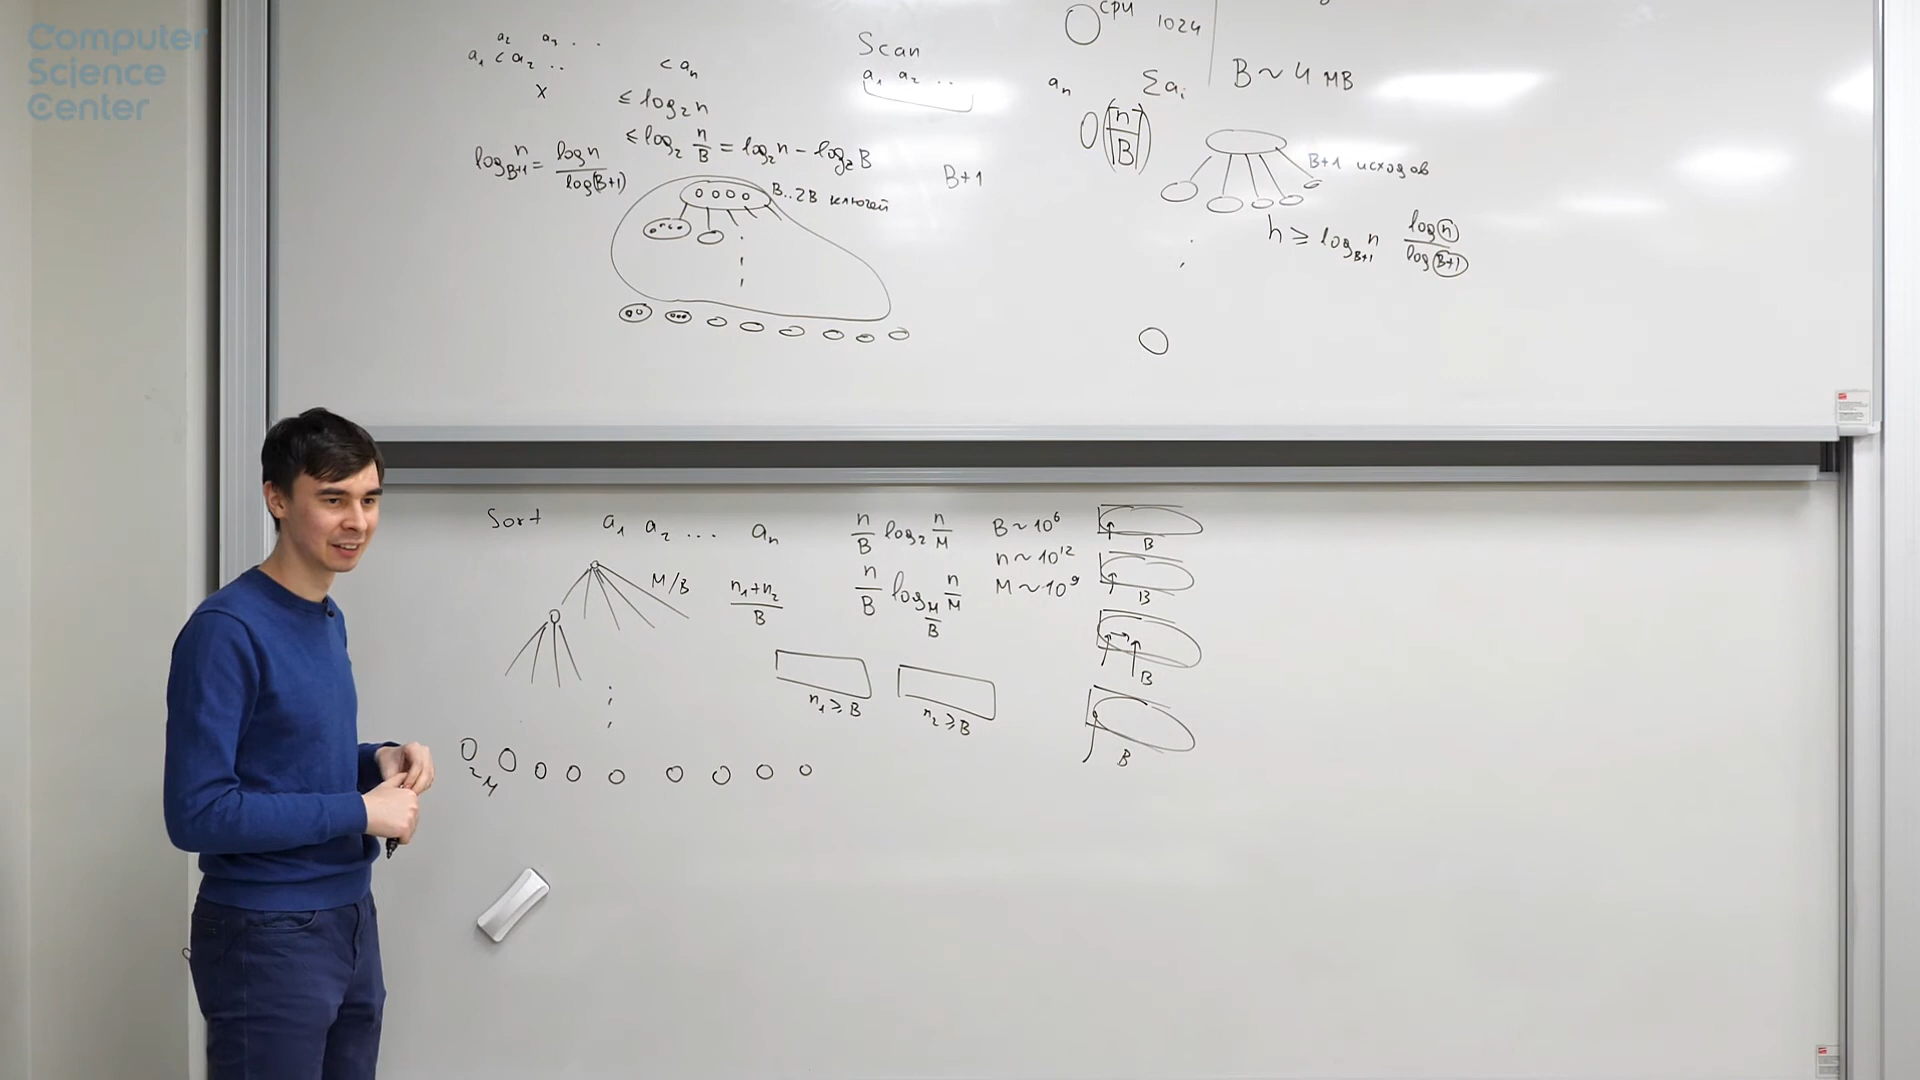 Computer
Science
Center
a₂ a₃ . . .
a₁ < a₂ .. < aₙ
x
≤ log₂ n
≤ log₂ n/B = log₂ n − log₂ B
log_{B+1} n = log n / log(B+1)
B+1
B..2B ключей
Scan
a₁ a₂ .. aₙ
Σaᵢ
O(⌈n/B⌉)
CPU
1024
B ~ 4 MB
B+1 исходов
h ≥ log_{B+1} n
log n / log(B+1)
Sort a₁ a₂ ... aₙ
n/B log₂ n/M
B ~ 10⁶
n ~ 10¹²
M ~ 10⁹
M/B
(n₁+n₂)/B
n/B log_{M/B} n/M
n₁ ≥ B
n₂ ≥ B
B
B
B
B
M